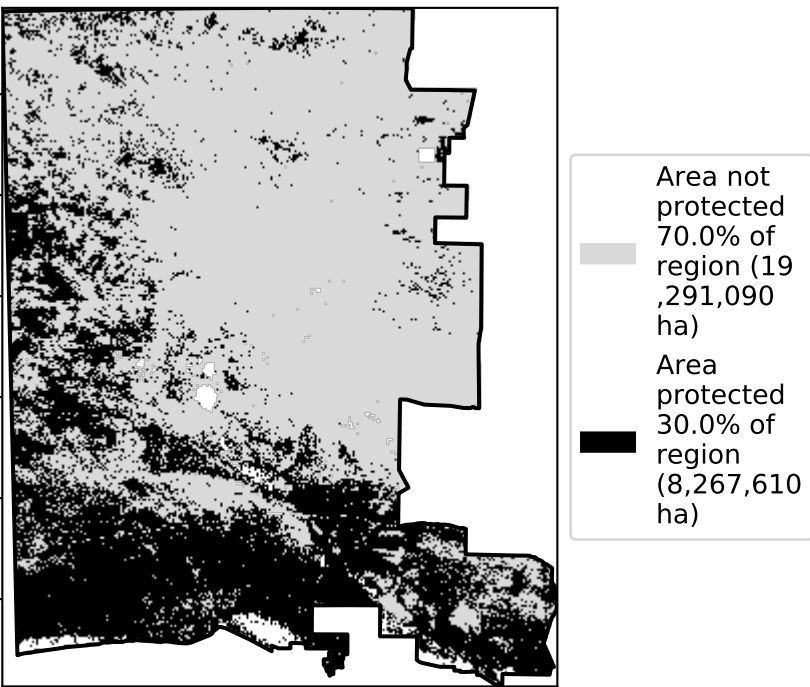 Area not
protected
70.0% of
region (19
,291,090
ha)
Area
protected
30.0% of
region
(8,267,610
ha)